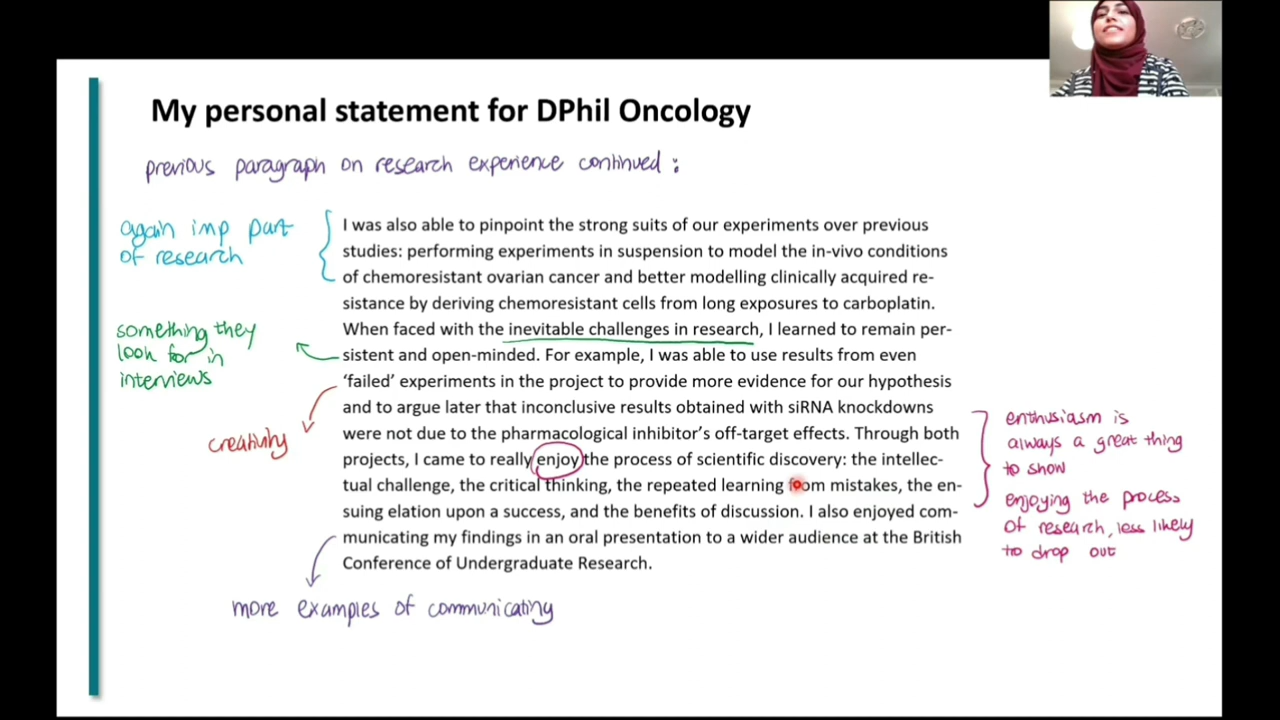 My personal statement for DPhil Oncology
previous paragraph on research experience continued :
again imp part
of research
I was also able to pinpoint the strong suits of our experiments over previous
studies: performing experiments in suspension to model the in-vivo conditions
of chemoresistant ovarian cancer and better modelling clinically acquired re-
sistance by deriving chemoresistant cells from long exposures to carboplatin.
When faced with the inevitable challenges in research, I learned to remain per-
sistent and open-minded. For example, I was able to use results from even
'failed' experiments in the project to provide more evidence for our hypothesis
and to argue later that inconclusive results obtained with siRNA knockdowns
were not due to the pharmacological inhibitor's off-target effects. Through both
projects, I came to really enjoy the process of scientific discovery: the intellec-
tual challenge, the critical thinking, the repeated learning from mistakes, the en-
suing elation upon a success, and the benefits of discussion. I also enjoyed com-
municating my findings in an oral presentation to a wider audience at the British
Conference of Undergraduate Research.
something they
look for in
interviews
creativity
enthusiasm is
always a great thing
to show
enjoying the process
of research, less likely
to drop out
more examples of communicating